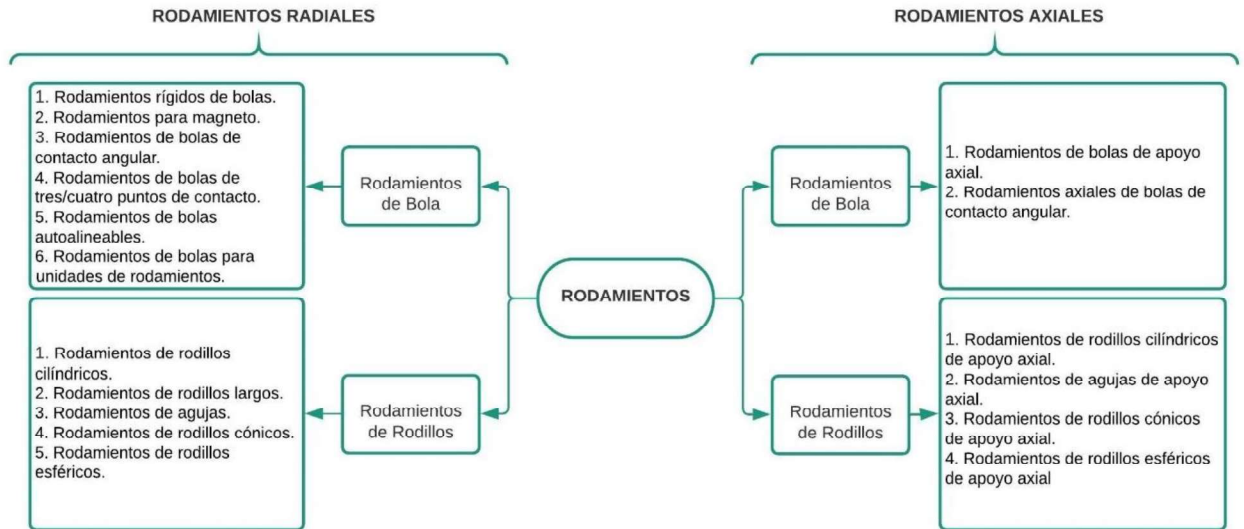 RODAMIENTOS RADIALES
1. Rodamientos rígidos de bolas.
2. Rodamientos para magneto.
3. Rodamientos de bolas de
contacto angular.
4. Rodamientos de bolas de
tres/cuatro puntos de contacto.
5. Rodamientos de bolas
autoalineables.
6. Rodamientos de bolas para
unidades de rodamientos.
Rodamientos
de Bola
1. Rodamientos de rodillos
cilíndricos.
2. Rodamientos de rodillos largos.
3. Rodamientos de agujas.
4. Rodamientos de rodillos cónicos.
5. Rodamientos de rodillos
esféricos.
Rodamientos
de Rodillos
RODAMIENTOS
RODAMIENTOS AXIALES
Rodamientos
de Bola
1. Rodamientos de bolas de apoyo
axial.
2. Rodamientos axiales de bolas de
contacto angular.
Rodamientos
de Rodillos
1. Rodamientos de rodillos cilíndricos
de apoyo axial.
2. Rodamientos de agujas de apoyo
axial.
3. Rodamientos de rodillos cónicos
de apoyo axial.
4. Rodamientos de rodillos esféricos
de apoyo axial